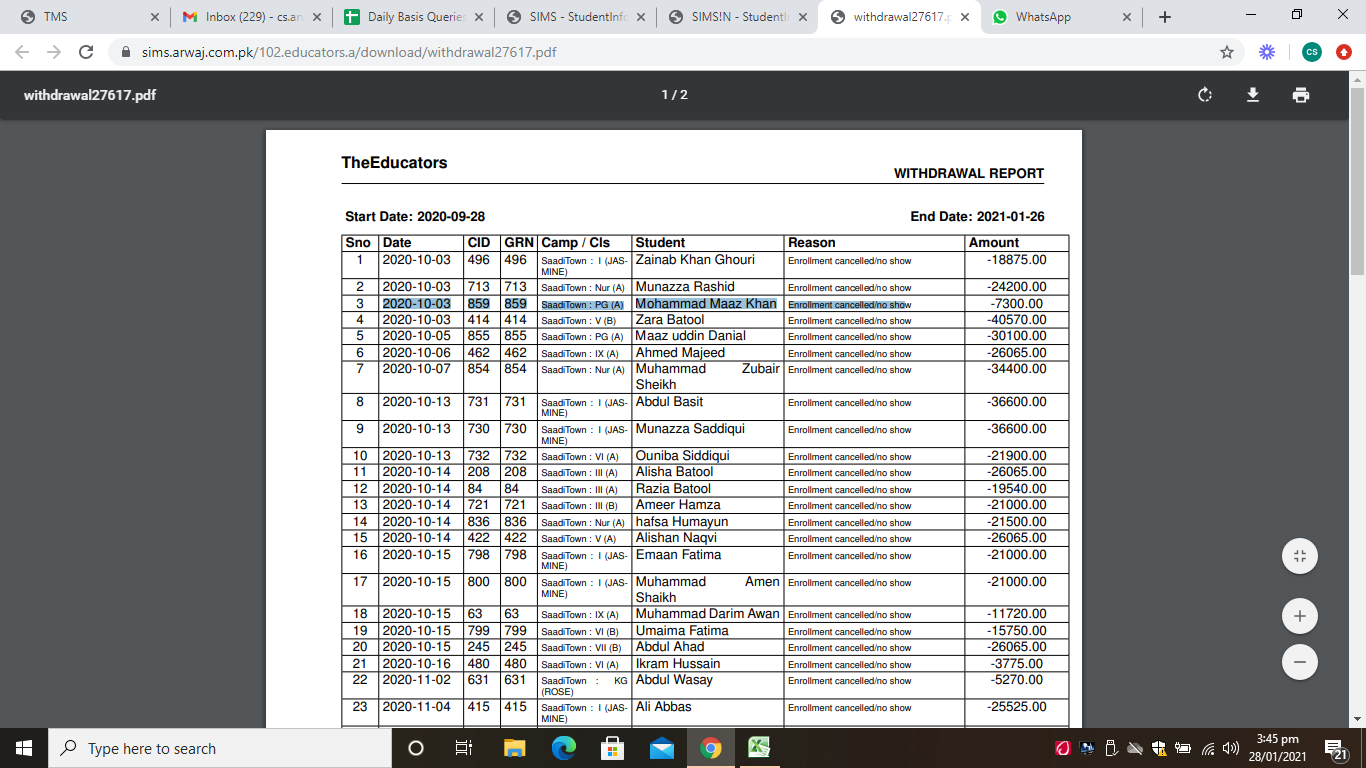 TMS
Inbox (229) - cs.ar
Daily Basis Queries
SIMS - StudentInfo
SIMS!N - StudentI
withdrawal27617.p
WhatsApp
sims.arwaj.com.pk/102.educators.a/download/withdrawal27617.pdf
CS
withdrawal27617.pdf
1 / 2
TheEducators
WITHDRAWAL REPORT
Start Date: 2020-09-28 End Date: 2021-01-26
Sno Date CID GRN Camp / Cls Student Reason Amount
1 2020-10-03 496 496 SaadiTown : I (JAS- Zainab Khan Ghouri Enrollment cancelled/no show -18875.00
MINE)
2 2020-10-03 713 713 SaadiTown : Nur (A) Munazza Rashid Enrollment cancelled/no show -24200.00
3 2020-10-03 859 859 SaadiTown : PG (A) Mohammad Maaz Khan Enrollment cancelled/no show -7300.00
4 2020-10-03 414 414 SaadiTown : V (B) Zara Batool Enrollment cancelled/no show -40570.00
5 2020-10-05 855 855 SaadiTown : PG (A) Maaz uddin Danial Enrollment cancelled/no show -30100.00
6 2020-10-06 462 462 SaadiTown : IX (A) Ahmed Majeed Enrollment cancelled/no show -26065.00
7 2020-10-07 854 854 SaadiTown : Nur (A) Muhammad Zubair Enrollment cancelled/no show -34400.00
Sheikh
8 2020-10-13 731 731 SaadiTown : I (JAS- Abdul Basit Enrollment cancelled/no show -36600.00
MINE)
9 2020-10-13 730 730 SaadiTown : I (JAS- Munazza Saddiqui Enrollment cancelled/no show -36600.00
MINE)
10 2020-10-13 732 732 SaadiTown : VI (A) Ouniba Siddiqui Enrollment cancelled/no show -21900.00
11 2020-10-14 208 208 SaadiTown : III (A) Alisha Batool Enrollment cancelled/no show -26065.00
12 2020-10-14 84 84 SaadiTown : III (A) Razia Batool Enrollment cancelled/no show -19540.00
13 2020-10-14 721 721 SaadiTown : III (B) Ameer Hamza Enrollment cancelled/no show -21000.00
14 2020-10-14 836 836 SaadiTown : Nur (A) hafsa Humayun Enrollment cancelled/no show -21500.00
15 2020-10-14 422 422 SaadiTown : V (A) Alishan Naqvi Enrollment cancelled/no show -26065.00
16 2020-10-15 798 798 SaadiTown : I (JAS- Emaan Fatima Enrollment cancelled/no show -21000.00
MINE)
17 2020-10-15 800 800 SaadiTown : I (JAS- Muhammad Amen Enrollment cancelled/no show -21000.00
MINE) Shaikh
18 2020-10-15 63 63 SaadiTown : IX (A) Muhammad Darim Awan Enrollment cancelled/no show -11720.00
19 2020-10-15 799 799 SaadiTown : VI (B) Umaima Fatima Enrollment cancelled/no show -15750.00
20 2020-10-15 245 245 SaadiTown : VII (B) Abdul Ahad Enrollment cancelled/no show -26065.00
21 2020-10-16 480 480 SaadiTown : VI (A) Ikram Hussain Enrollment cancelled/no show -3775.00
22 2020-11-02 631 631 SaadiTown : KG Abdul Wasay Enrollment cancelled/no show -5270.00
(ROSE)
23 2020-11-04 415 415 SaadiTown : I (JAS- Ali Abbas Enrollment cancelled/no show -25525.00
MINE)
Type here to search
3:45 pm
28/01/2021
21